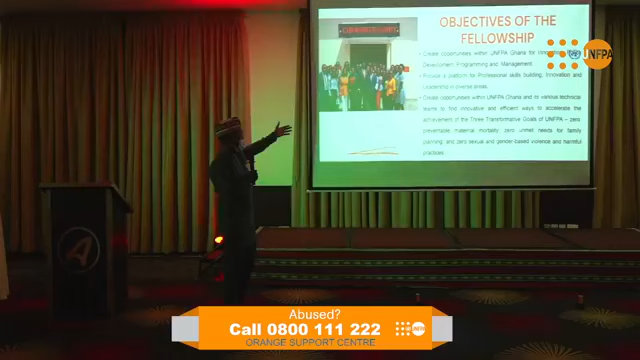 OBJECTIVES OF THE
FELLOWSHIP
Create opportunities within UNFPA Ghana for
Development, Programming and Management.
Provide a platform for Professional skills building, Innovation and
Leadership in diverse areas.
Create opportunities within UNFPA Ghana and its various technical
teams to find innovative and efficient ways to accelerate the
achievement of the Three Transformative Goals of UNFPA – zero
preventable maternal mortality, zero unmet needs for family
planning, and zero sexual and gender-based violence and harmful
practices.
UNFPA
A
Abused?
Call 0800 111 222
ORANGE SUPPORT CENTRE